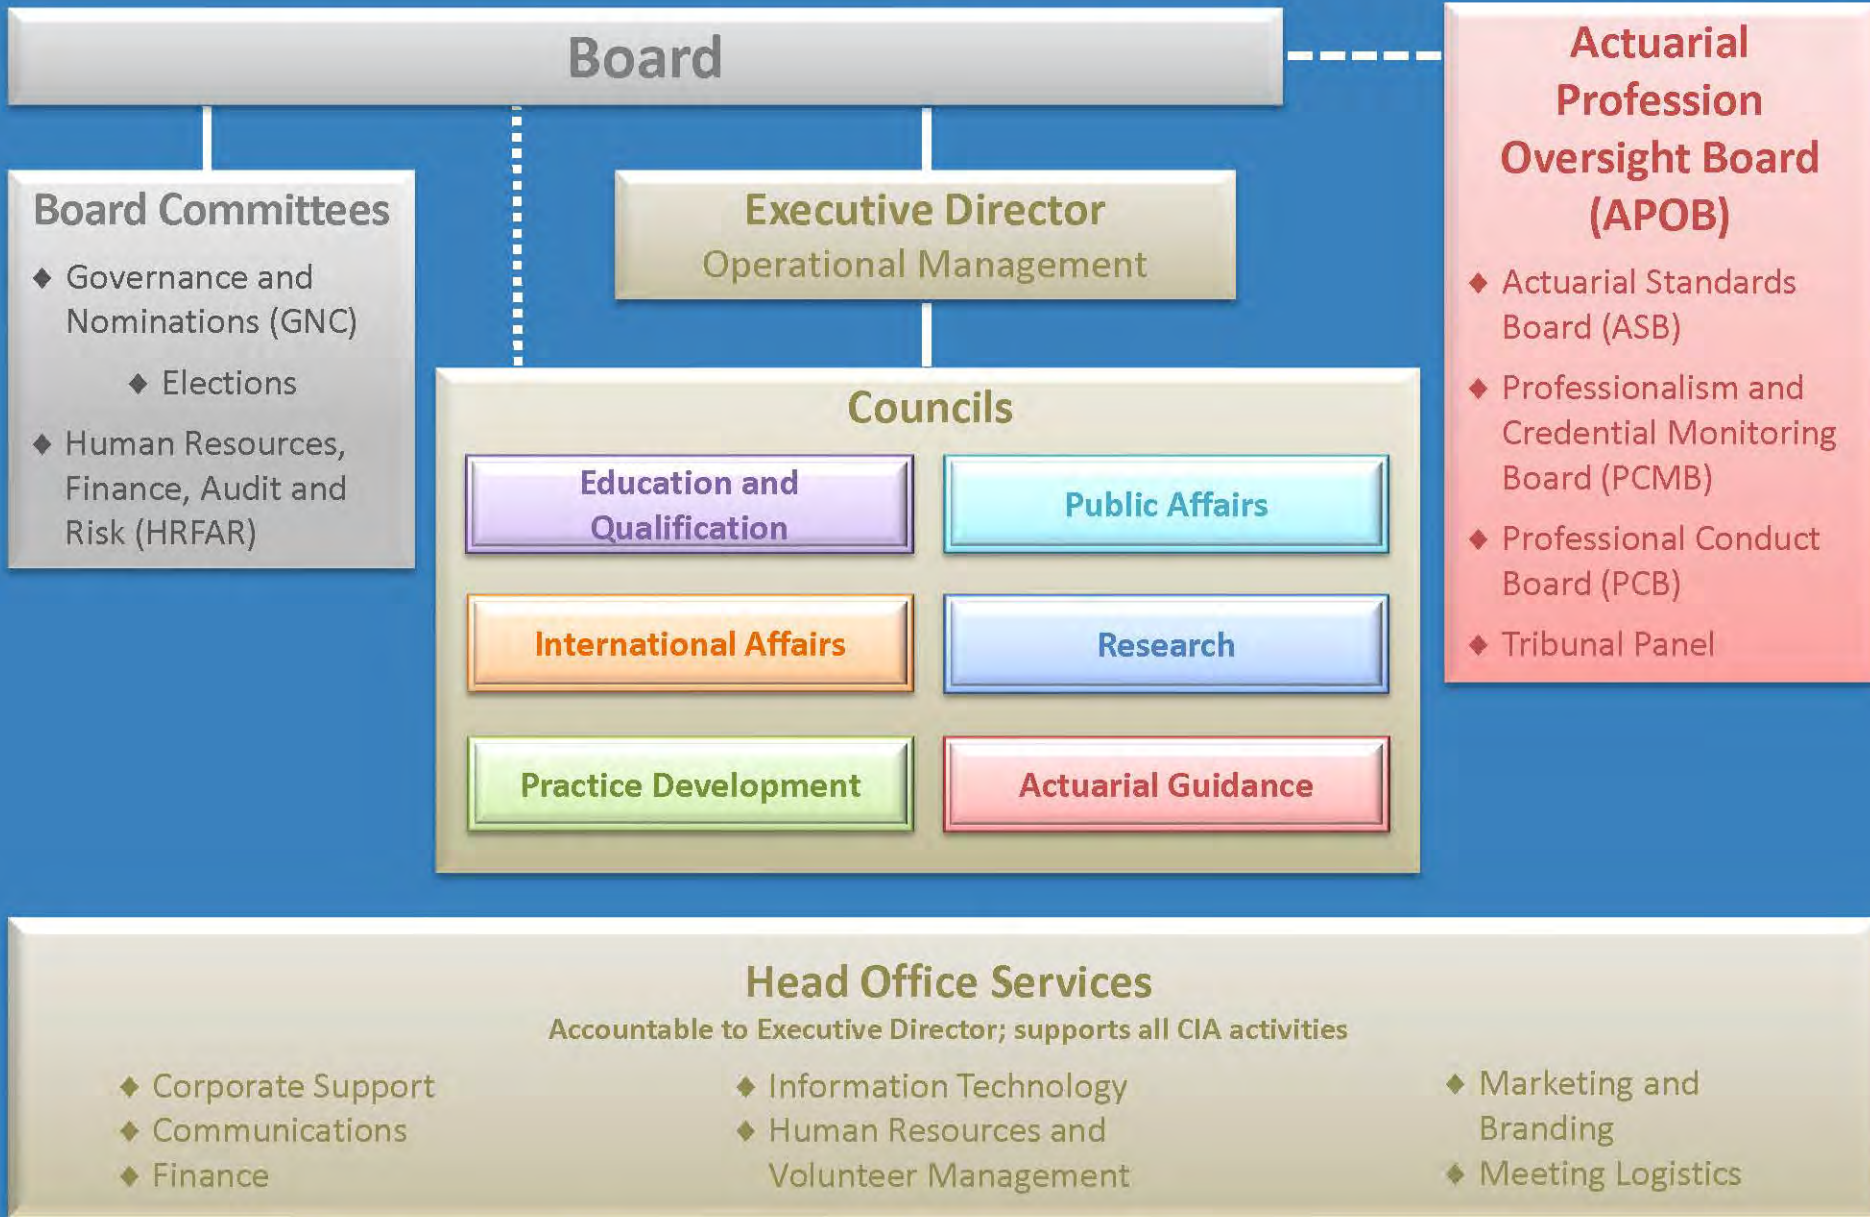 Board
Board Committees
♦ Governance and
Nominations (GNC)
♦ Elections
♦ Human Resources,
Finance, Audit and
Risk (HRFAR)
Executive Director
Operational Management
Councils
Education and
Qualification
Public Affairs
International Affairs
Research
Practice Development
Actuarial Guidance
Actuarial
Profession
Oversight Board
(APOB)
♦ Actuarial Standards
Board (ASB)
♦ Professionalism and
Credential Monitoring
Board (PCMB)
♦ Professional Conduct
Board (PCB)
♦ Tribunal Panel
Head Office Services
Accountable to Executive Director; supports all CIA activities
♦ Corporate Support
♦ Communications
♦ Finance
♦ Information Technology
♦ Human Resources and
Volunteer Management
♦ Marketing and
Branding
♦ Meeting Logistics